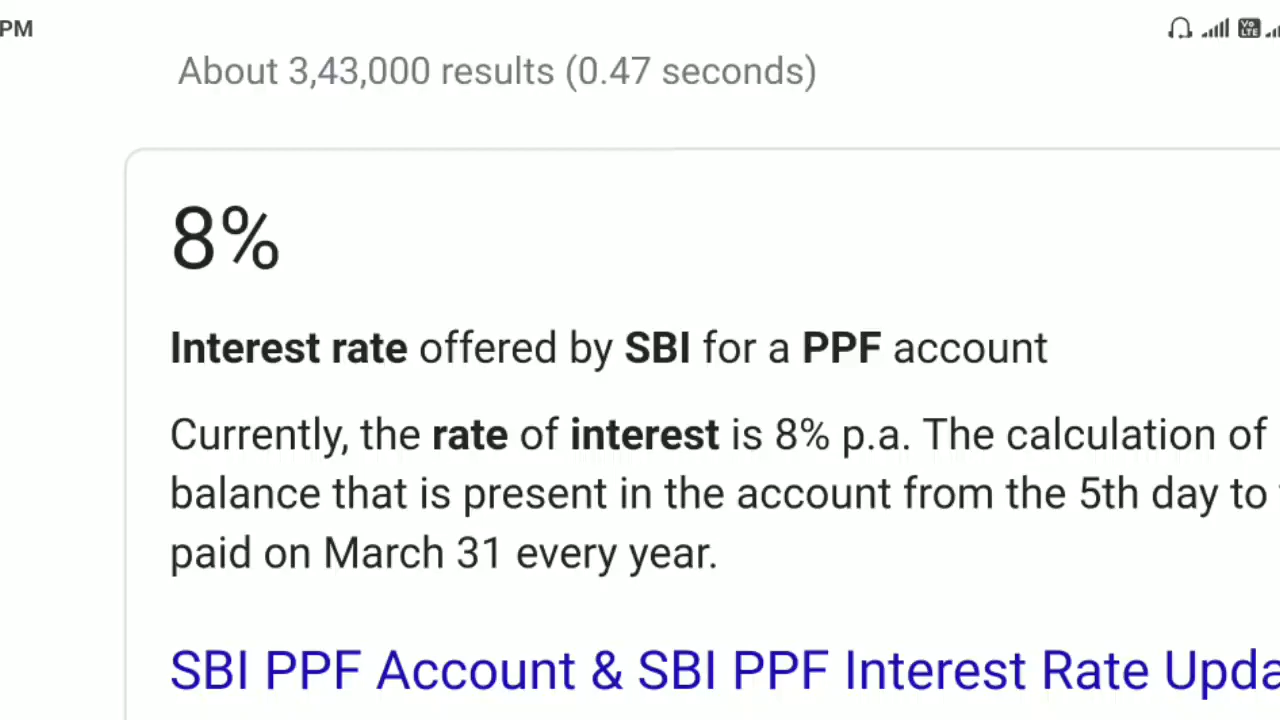 PM
About 3,43,000 results (0.47 seconds)
8%
Interest rate offered by SBI for a PPF account
Currently, the rate of interest is 8% p.a. The calculation of
balance that is present in the account from the 5th day to
paid on March 31 every year.
SBI PPF Account & SBI PPF Interest Rate Upda